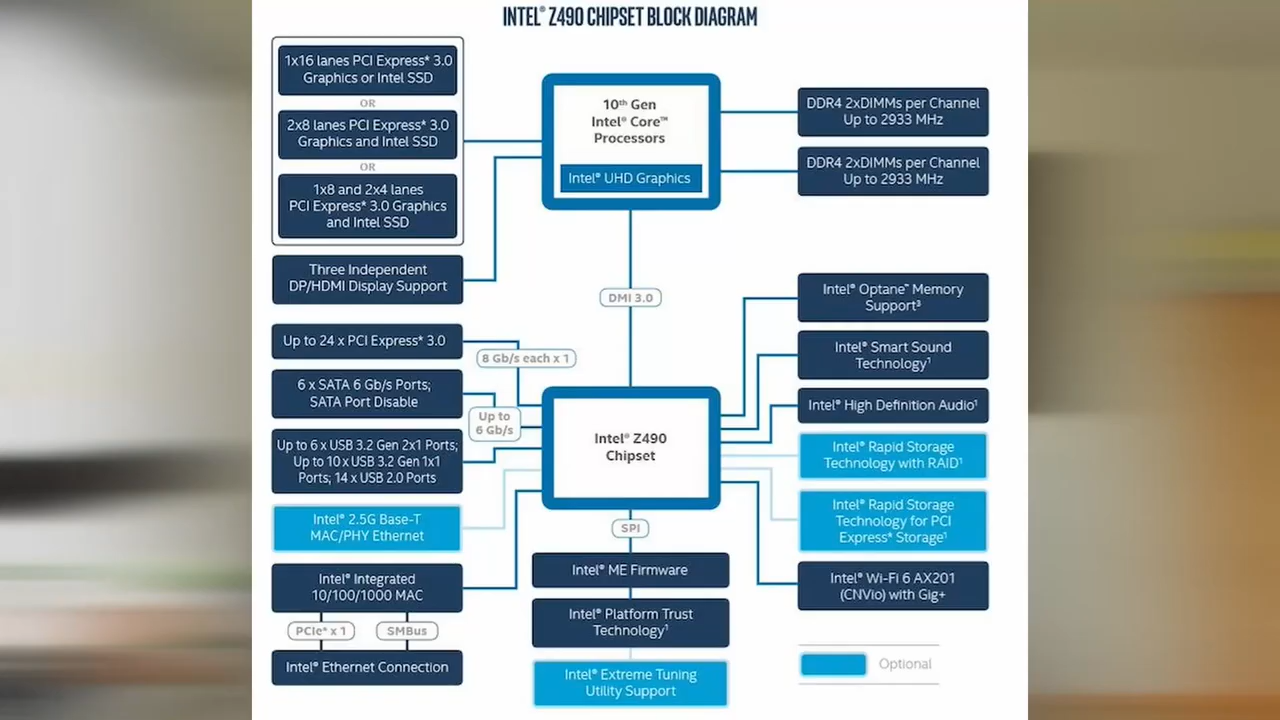 INTEL® Z490 CHIPSET BLOCK DIAGRAM
1x16 lanes PCI Express* 3.0
Graphics or Intel SSD
OR
2x8 lanes PCI Express* 3.0
Graphics and Intel SSD
OR
1x8 and 2x4 lanes
PCI Express* 3.0 Graphics
and Intel SSD
Three Independent
DP/HDMI Display Support
10th Gen
Intel® Core™
Processors
Intel® UHD Graphics
DDR4 2xDIMMs per Channel
Up to 2933 MHz
DDR4 2xDIMMs per Channel
Up to 2933 MHz
DMI 3.0
Up to 24 x PCI Express* 3.0
8 Gb/s each x 1
6 x SATA 6 Gb/s Ports;
SATA Port Disable
Up to
6 Gb/s
Up to 6 x USB 3.2 Gen 2x1 Ports;
Up to 10 x USB 3.2 Gen 1x1
Ports; 14 x USB 2.0 Ports
Intel® 2.5G Base-T
MAC/PHY Ethernet
Intel® Integrated
10/100/1000 MAC
PCIe* x 1
SMBus
Intel® Ethernet Connection
Intel® Z490
Chipset
SPI
Intel® ME Firmware
Intel® Platform Trust
Technology¹
Intel® Extreme Tuning
Utility Support
Intel® Optane™ Memory
Support³
Intel® Smart Sound
Technology¹
Intel® High Definition Audio¹
Intel® Rapid Storage
Technology with RAID¹
Intel® Rapid Storage
Technology for PCI
Express* Storage¹
Intel® Wi-Fi 6 AX201
(CNVio) with Gig+
Optional